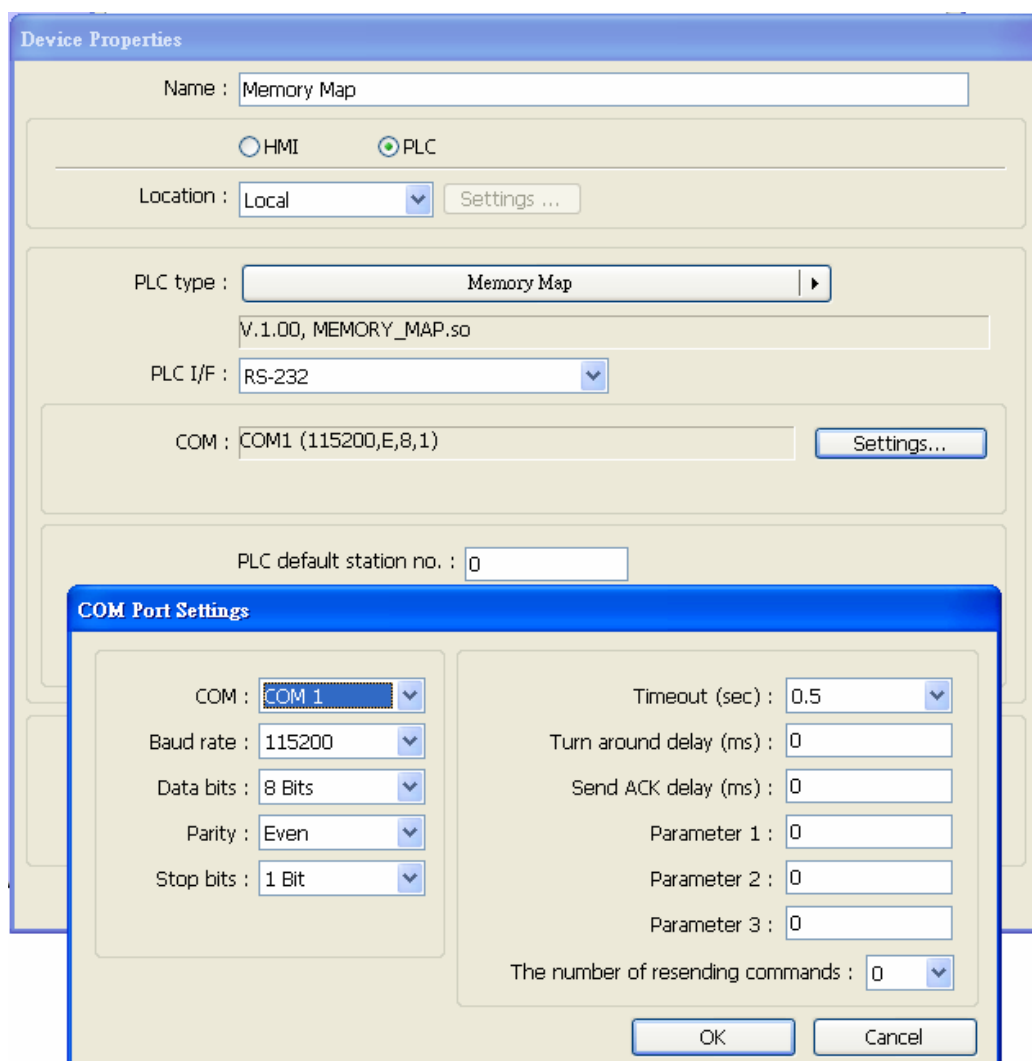 Device Properties
Name : Memory Map
HMI PLC
Location : Local Settings ...
PLC type : Memory Map
V.1.00, MEMORY_MAP.so
PLC I/F : RS-232
COM : COM1 (115200,E,8,1) Settings...
PLC default station no. : 0
COM Port Settings
COM : COM 1
Baud rate : 115200
Data bits : 8 Bits
Parity : Even
Stop bits : 1 Bit
Timeout (sec) : 0.5
Turn around delay (ms) : 0
Send ACK delay (ms) : 0
Parameter 1 : 0
Parameter 2 : 0
Parameter 3 : 0
The number of resending commands : 0
OK Cancel